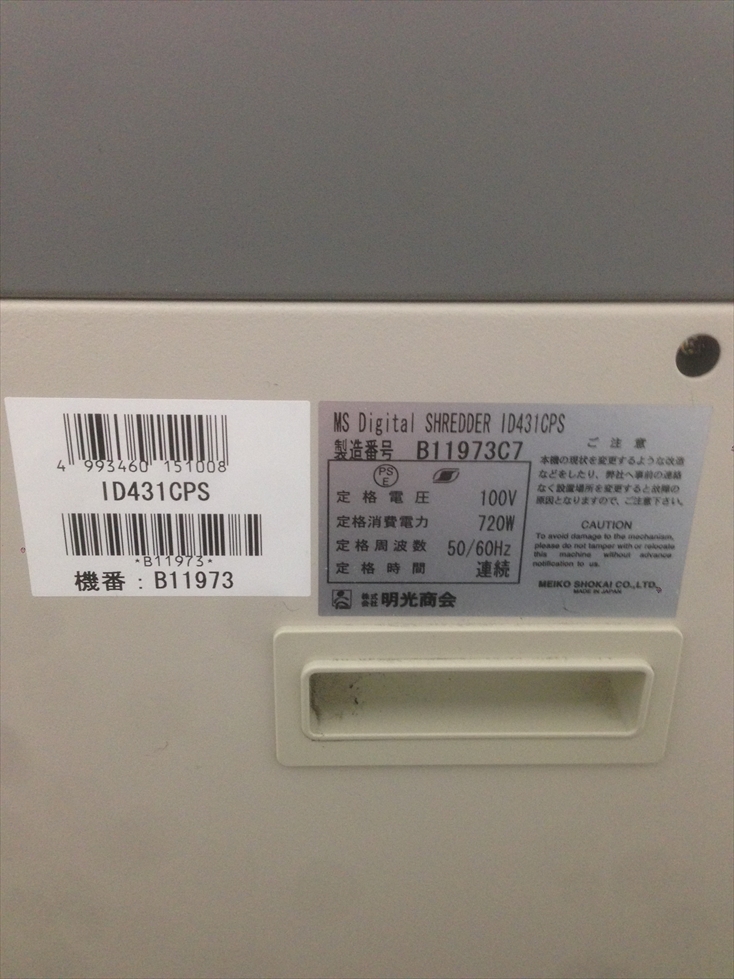 4 993460 151008
ID431CPS
*B11973*
機番：B11973
MS Digital SHREDDER ID431CPS
製造番号 B11973C7
PS
E
定格電圧 100V
定格消費電力 720W
定格周波数 50/60Hz
定格時間 連続
株式会社 明光商会
ご注意
本機の現状を変更するような改造
などをしたり、弊社へ事前の連絡
なく設置場所を変更すると故障の
原因となりますので、ご注意下さい。
CAUTION
To avoid damage to the mechanism,
please do not tamper with or relocate
this machine without advance
notification to us.
MEIKO SHOKAI CO.,LTD.
MADE IN JAPAN